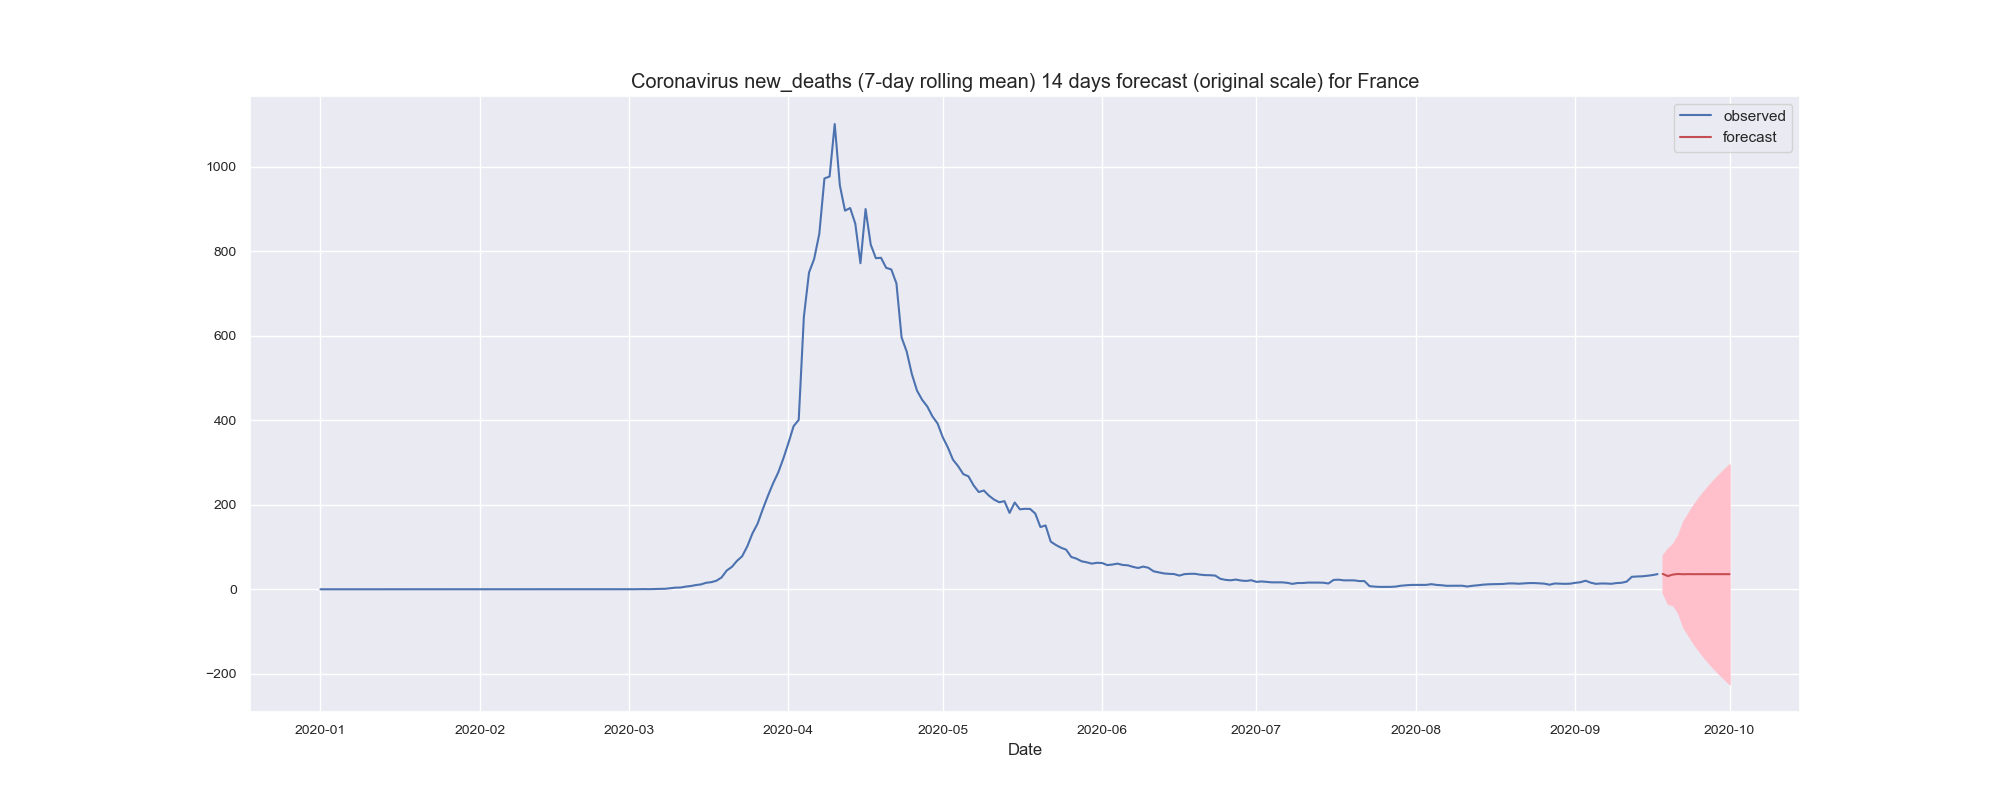 Coronavirus new_deaths (7-day rolling mean) 14 days forecast (original scale) for France
observed
forecast
1000
800
600
400
200
0
−200
2020-01 2020-02 2020-03 2020-04 2020-05 2020-06 2020-07 2020-08 2020-09 2020-10
Date